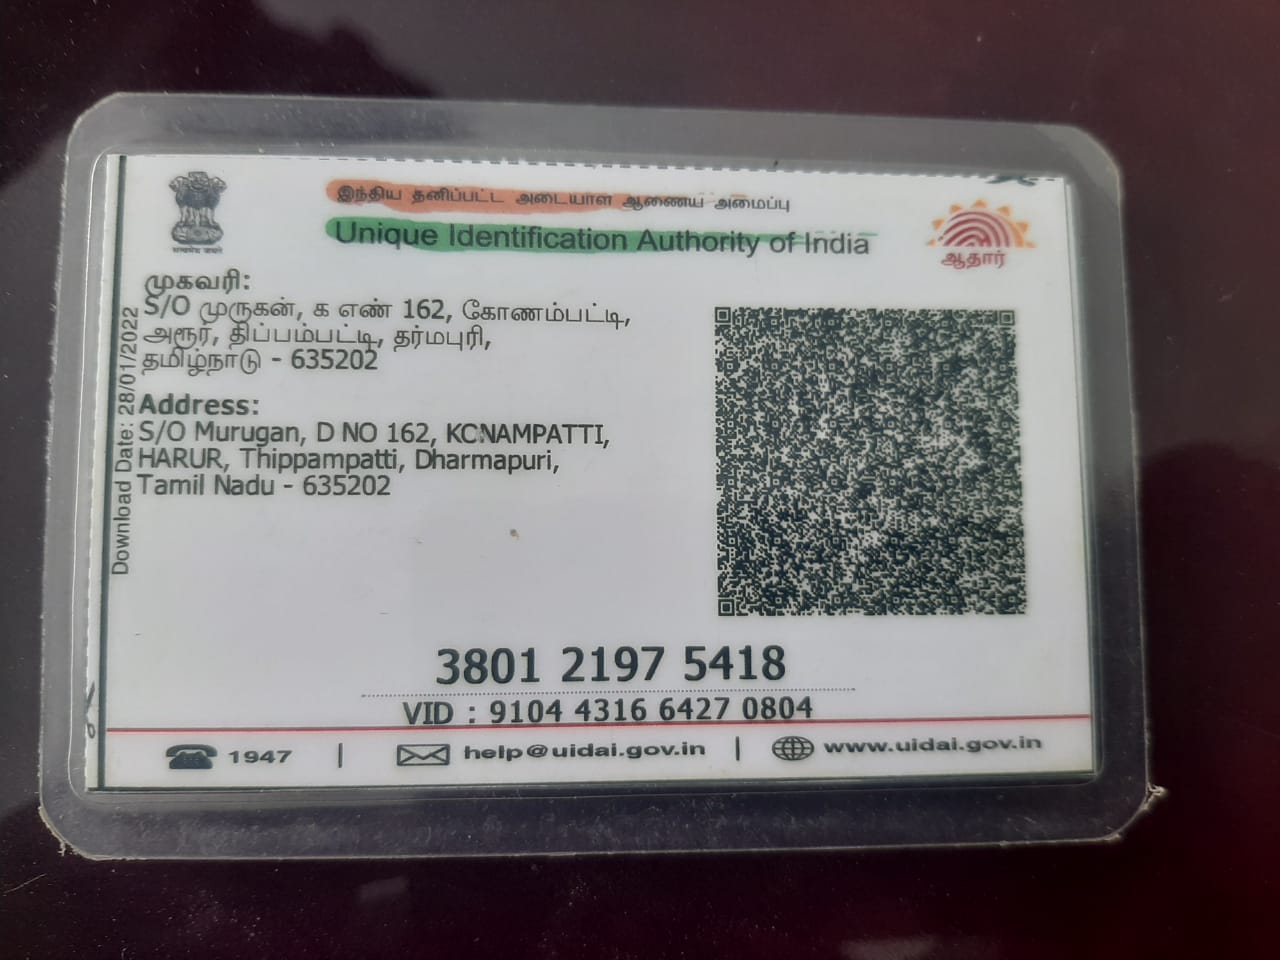 இந்திய தனிப்பட்ட அடையாள ஆணைய அமைப்பு
Unique Identification Authority of India
ஆதார்
முகவரி:
S/O முருகன், க எண் 162, கோணம்பட்டி,
அரூர், திப்பம்பட்டி, தர்மபுரி,
தமிழ்நாடு - 635202
Address:
S/O Murugan, D NO 162, KONAMPATTI,
HARUR, Thippampatti, Dharmapuri,
Tamil Nadu - 635202
Download Date: 28/01/2022
3801 2197 5418
VID : 9104 4316 6427 0804
1947 | help@uidai.gov.in | www.uidai.gov.in